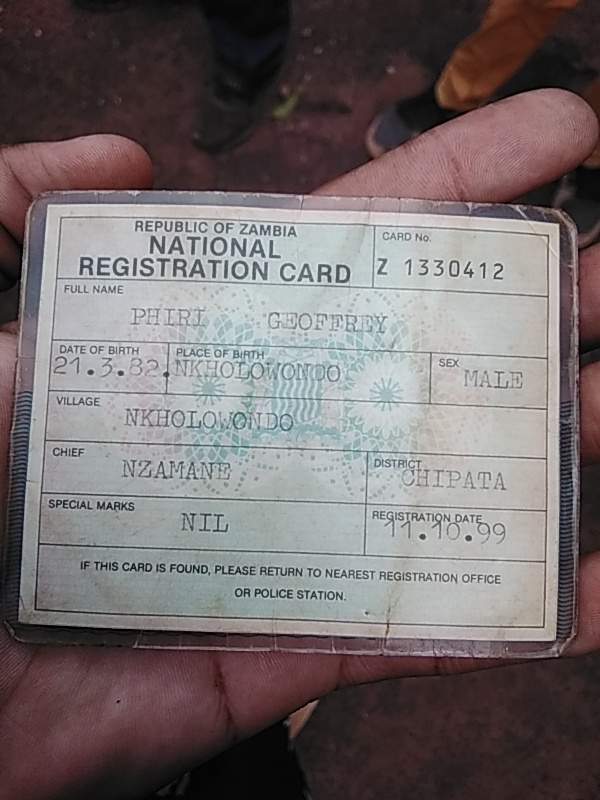 REPUBLIC OF ZAMBIA
NATIONAL
REGISTRATION CARD
CARD No.
Z 1330412
FULL NAME
PHIRI GEOFFREY
DATE OF BIRTH
21.3.82.
PLACE OF BIRTH
NKHOLOWONDO
SEX
MALE
VILLAGE
NKHOLOWONDO
CHIEF
NZAMANE
DISTRICT
CHIPATA
SPECIAL MARKS
NIL
REGISTRATION DATE
11.10.99
IF THIS CARD IS FOUND, PLEASE RETURN TO NEAREST REGISTRATION OFFICE
OR POLICE STATION.